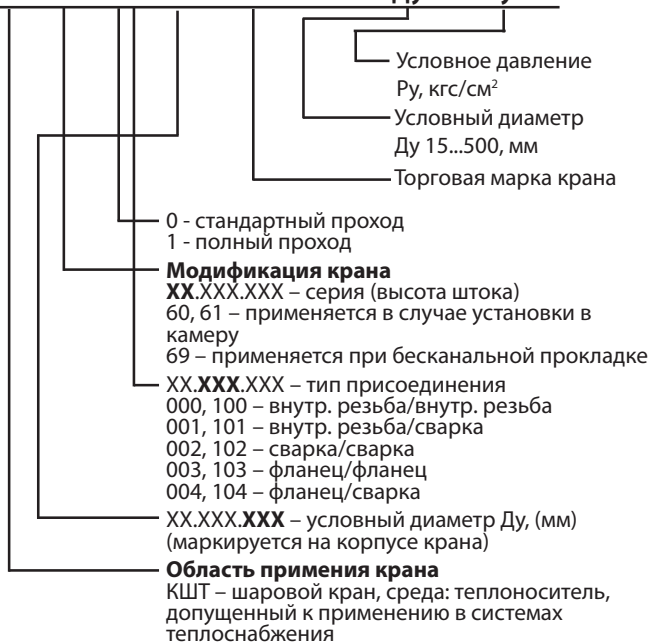 Условное давление
Ру, кгс/см²
Условный диаметр
Ду 15...500, мм
Торговая марка крана
0 - стандартный проход
1 - полный проход
Модификация крана
XX.XXX.XXX – серия (высота штока)
60, 61 – применяется в случае установки в
камеру
69 – применяется при бесканальной прокладке
XX.XXX.XXX – тип присоединения
000, 100 – внутр. резьба/внутр. резьба
001, 101 – внутр. резьба/сварка
002, 102 – сварка/сварка
003, 103 – фланец/фланец
004, 104 – фланец/сварка
XX.XXX.XXX – условный диаметр Ду, (мм)
(маркируется на корпусе крана)
Область примения крана
КШТ – шаровой кран, среда: теплоноситель,
допущенный к применению в системах
теплоснабжения